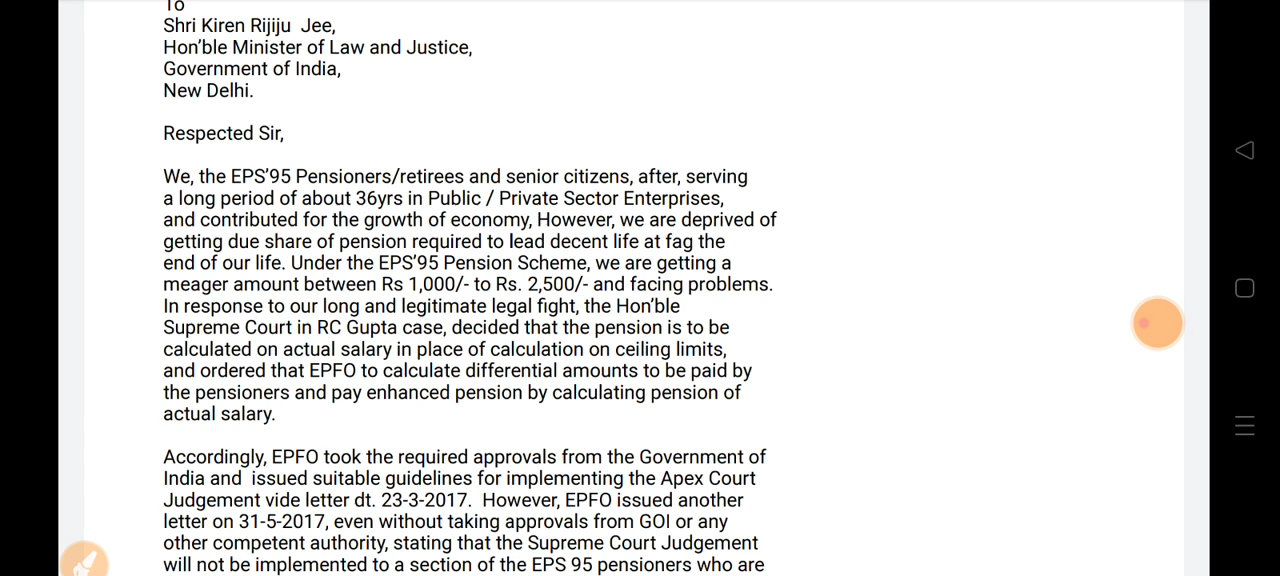 To
Shri Kiren Rijiju  Jee,
Hon'ble Minister of Law and Justice,
Government of India,
New Delhi.
Respected Sir,
We, the EPS'95 Pensioners/retirees and senior citizens, after, serving
a long period of about 36yrs in Public / Private Sector Enterprises,
and contributed for the growth of economy, However, we are deprived of
getting due share of pension required to lead decent life at fag the
end of our life. Under the EPS'95 Pension Scheme, we are getting a
meager amount between Rs 1,000/- to Rs. 2,500/- and facing problems.
In response to our long and legitimate legal fight, the Hon'ble
Supreme Court in RC Gupta case, decided that the pension is to be
calculated on actual salary in place of calculation on ceiling limits,
and ordered that EPFO to calculate differential amounts to be paid by
the pensioners and pay enhanced pension by calculating pension of
actual salary.
Accordingly, EPFO took the required approvals from the Government of
India and  issued suitable guidelines for implementing the Apex Court
Judgement vide letter dt. 23-3-2017.  However, EPFO issued another
letter on 31-5-2017, even without taking approvals from GOI or any
other competent authority, stating that the Supreme Court Judgement
will not be implemented to a section of the EPS 95 pensioners who are